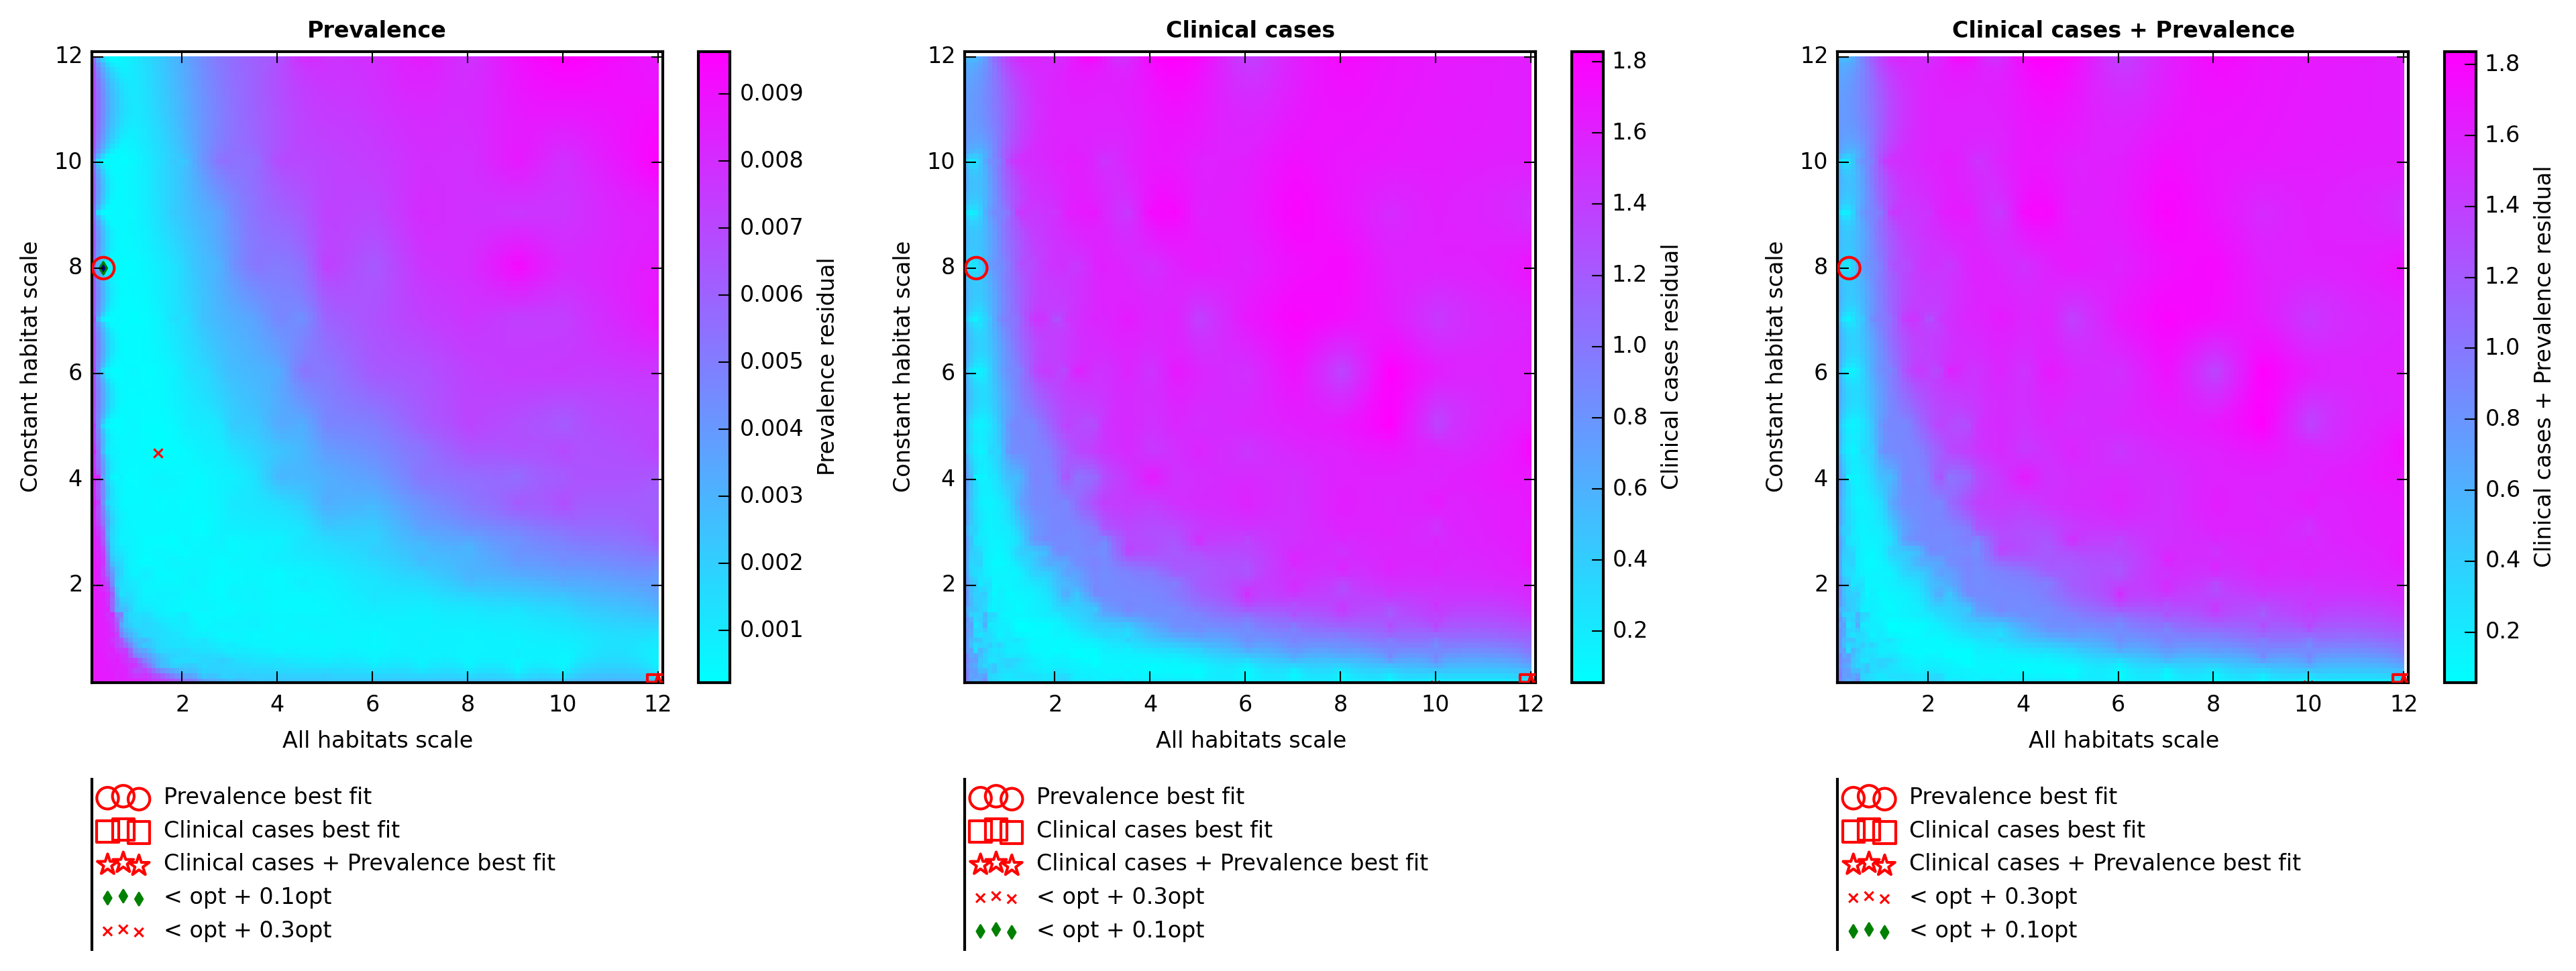 Prevalence
12
10
8
6
4
2
Constant habitat scale
2 4 6 8 10 12
All habitats scale
0.009
0.008
0.007
0.006
0.005
0.004
0.003
0.002
0.001
Prevalence residual
Prevalence best fit
Clinical cases best fit
Clinical cases + Prevalence best fit
< opt + 0.1opt
< opt + 0.3opt
Clinical cases
12
10
8
6
4
2
Constant habitat scale
2 4 6 8 10 12
All habitats scale
1.8
1.6
1.4
1.2
1.0
0.8
0.6
0.4
0.2
Clinical cases residual
Prevalence best fit
Clinical cases best fit
Clinical cases + Prevalence best fit
< opt + 0.3opt
< opt + 0.1opt
Clinical cases + Prevalence
12
10
8
6
4
2
Constant habitat scale
2 4 6 8 10 12
All habitats scale
1.8
1.6
1.4
1.2
1.0
0.8
0.6
0.4
0.2
Clinical cases + Prevalence residual
Prevalence best fit
Clinical cases best fit
Clinical cases + Prevalence best fit
< opt + 0.3opt
< opt + 0.1opt